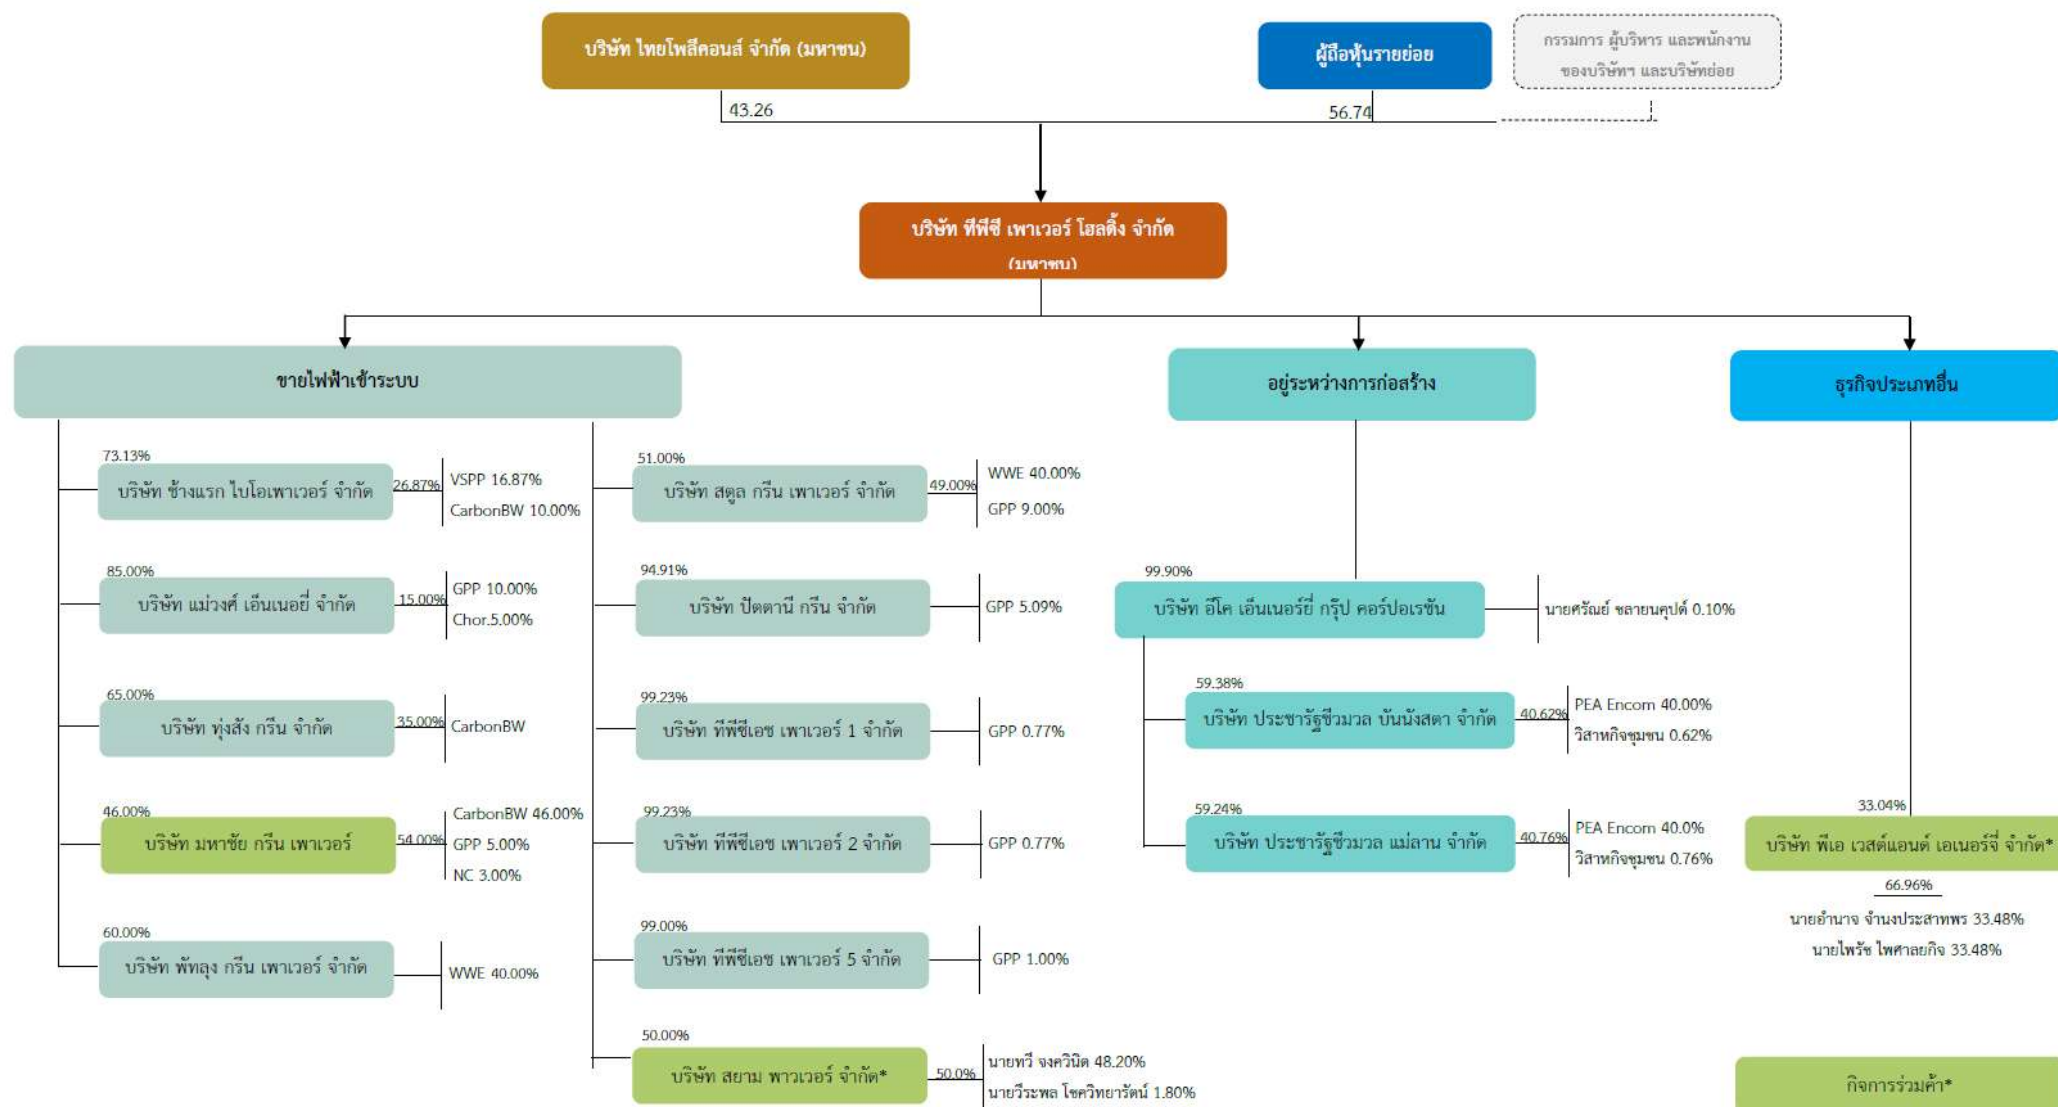 บริษัท ไทยโพลีคอนส์ จำกัด (มหาชน)
ผู้ถือหุ้นรายย่อย
กรรมการ ผู้บริหาร และพนักงาน
ของบริษัทฯ และบริษัทย่อย
43.26
56.74
บริษัท ทีพีซี เพาเวอร์ โฮลดิ้ง จำกัด
(มหาชน)
ขายไฟฟ้าเข้าระบบ
73.13%
บริษัท ช้างแรก ไบโอเพาเวอร์ จำกัด
26.87%
VSPP 16.87%
CarbonBW 10.00%
85.00%
บริษัท แม่วงศ์ เอ็นเนอยี่ จำกัด
15.00%
GPP 10.00%
Chor.5.00%
65.00%
บริษัท ทุ่งสัง กรีน จำกัด
35.00%
CarbonBW
46.00%
บริษัท มหาชัย กรีน เพาเวอร์
54.00%
CarbonBW 46.00%
GPP 5.00%
NC 3.00%
60.00%
บริษัท พัทลุง กรีน เพาเวอร์ จำกัด
WWE 40.00%
51.00%
บริษัท สตูล กรีน เพาเวอร์ จำกัด
49.00%
WWE 40.00%
GPP 9.00%
94.91%
บริษัท ปัตตานี กรีน จำกัด
GPP 5.09%
99.23%
บริษัท ทีพีซีเอช เพาเวอร์ 1 จำกัด
GPP 0.77%
99.23%
บริษัท ทีพีซีเอช เพาเวอร์ 2 จำกัด
GPP 0.77%
99.00%
บริษัท ทีพีซีเอช เพาเวอร์ 5 จำกัด
GPP 1.00%
50.00%
บริษัท สยาม พาวเวอร์ จำกัด*
50.0%
นายทวี จงควินิต 48.20%
นายวีระพล โชควิทยารัตน์ 1.80%
อยู่ระหว่างการก่อสร้าง
99.90%
บริษัท อีโค เอ็นเนอร์ยี่ กรุ๊ป คอร์ปอเรชัน
นายศรัณย์ ชลายนคุปต์ 0.10%
59.38%
บริษัท ประชารัฐชีวมวล บันนังสตา จำกัด
40.62%
PEA Encom 40.00%
วิสาหกิจชุมชน 0.62%
59.24%
บริษัท ประชารัฐชีวมวล แม่ลาน จำกัด
40.76%
PEA Encom 40.0%
วิสาหกิจชุมชน 0.76%
ธุรกิจประเภทอื่น
33.04%
บริษัท พีเอ เวสต์แอนด์ เอเนอร์จี่ จำกัด*
66.96%
นายอำนาจ จำนงประสาทพร 33.48%
นายไพรัช ไพศาลยกิจ 33.48%
กิจการร่วมค้า*